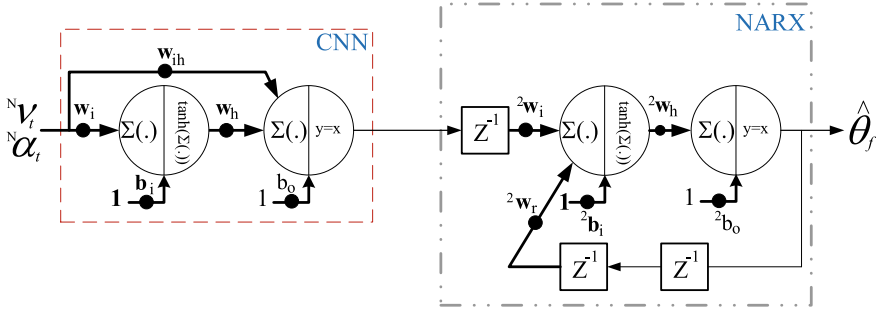 CNN
NARX
w_ih
ᴺν_t
ᴺα_t
w_i
Σ(.)
tanh(Σ(.))
w_h
Σ(.)
y=x
1
b_i
1
b_o
Z⁻¹
²w_i
Σ(.)
tanh(Σ(.))
²w_h
Σ(.)
y=x
θ̂_f
²w_r
1
²b_i
1
²b_o
Z⁻¹
Z⁻¹